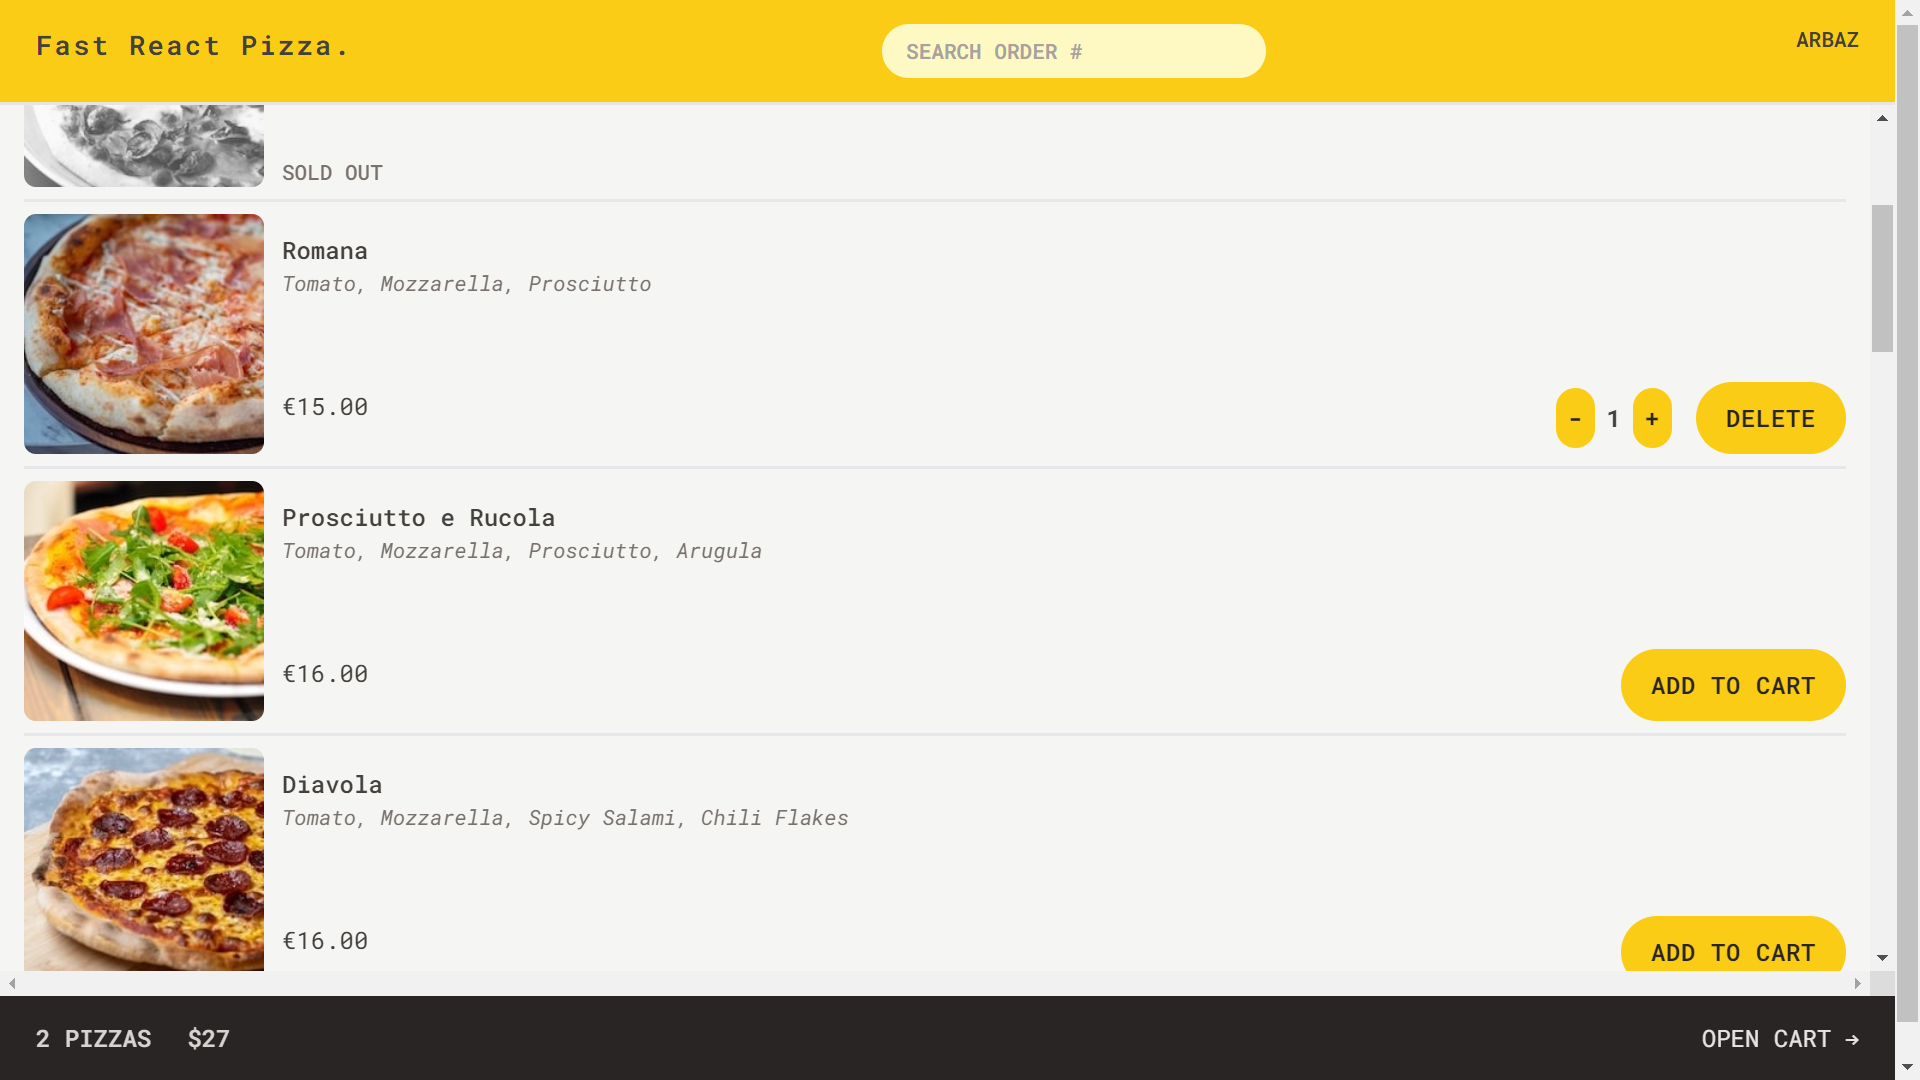 Fast React Pizza.
SEARCH ORDER #
ARBAZ
SOLD OUT
Romana
Tomato, Mozzarella, Prosciutto
€15.00
- 1 + DELETE
Prosciutto e Rucola
Tomato, Mozzarella, Prosciutto, Arugula
€16.00
ADD TO CART
Diavola
Tomato, Mozzarella, Spicy Salami, Chili Flakes
€16.00
ADD TO CART
2 PIZZAS $27
OPEN CART →